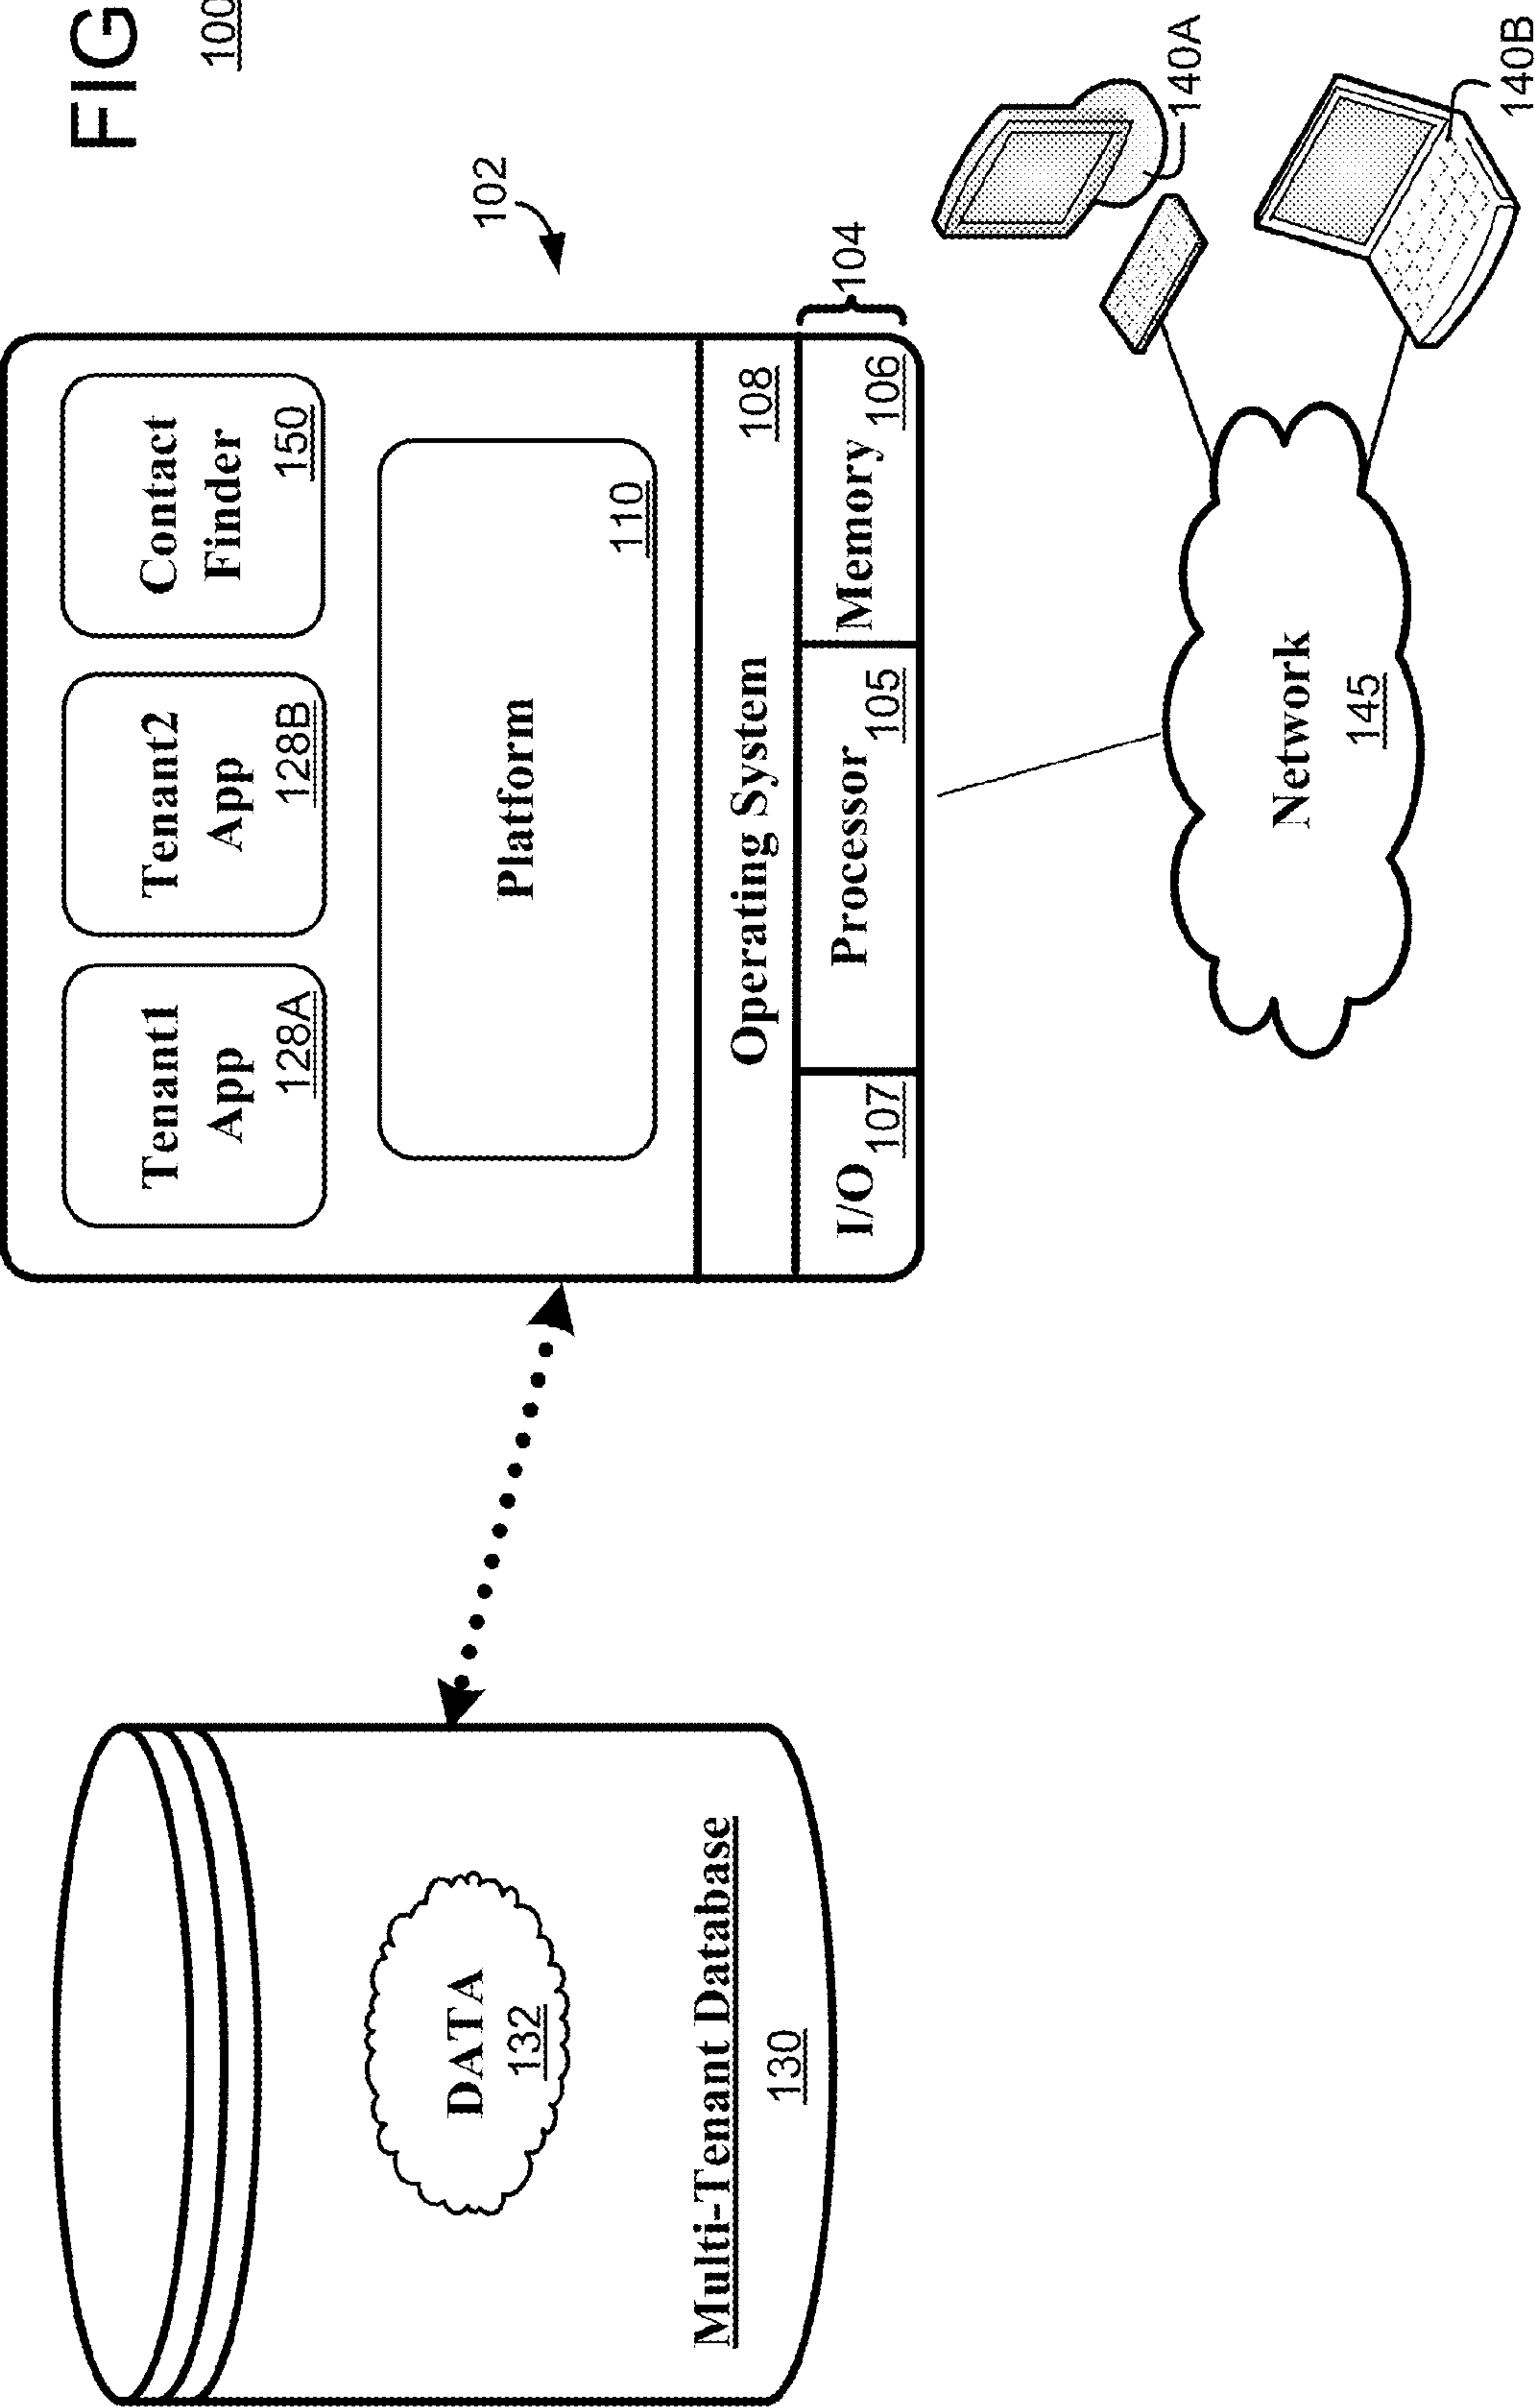 FIG
100
102
Tenant1
App
128A
Tenant2
App
128B
Contact
Finder
150
Platform
110
Operating System
108
I/O
107
Processor
105
Memory
106
104
DATA
132
Multi-Tenant Database
130
Network
145
140A
140B